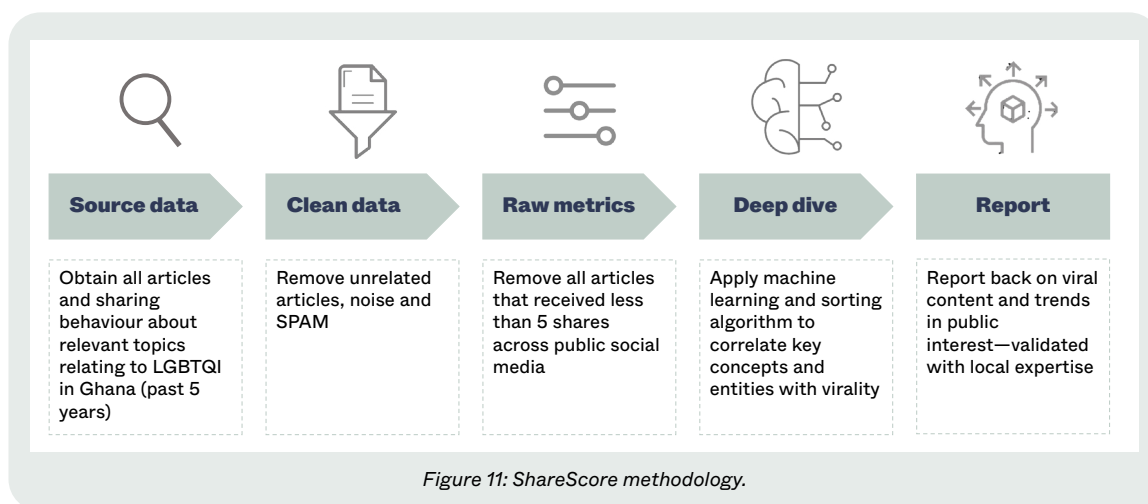 Source data
Clean data
Raw metrics
Deep dive
Report
Obtain all articles
and sharing
behaviour about
relevant topics
relating to LGBTQI
in Ghana (past 5
years)
Remove unrelated
articles, noise and
SPAM
Remove all articles
that received less
than 5 shares
across public social
media
Apply machine
learning and sorting
algorithm to
correlate key
concepts and
entities with virality
Report back on viral
content and trends
in public
interest—validated
with local expertise
Figure 11: ShareScore methodology.